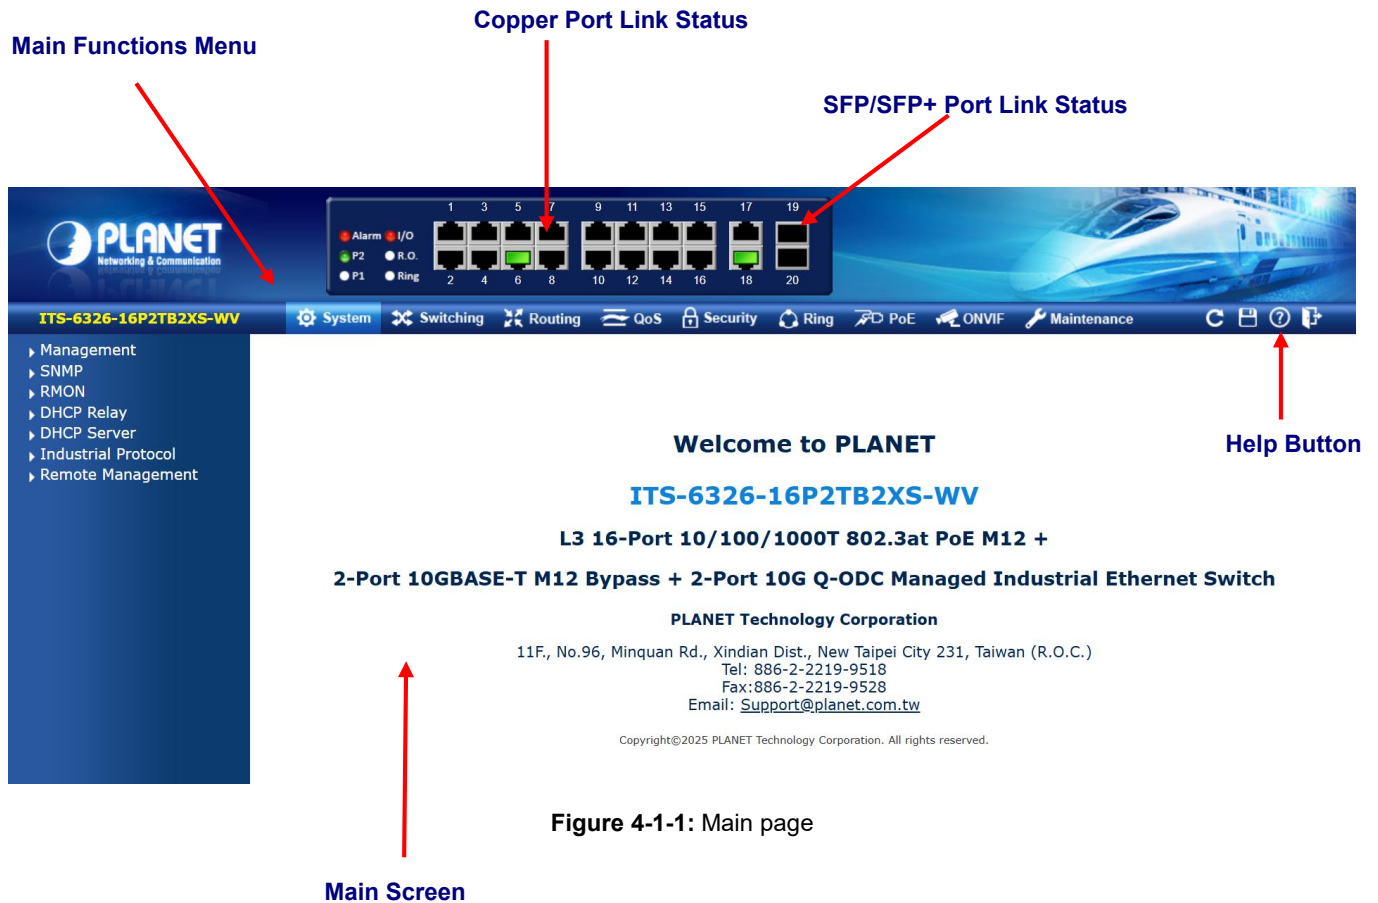 Copper Port Link Status
Main Functions Menu
SFP/SFP+ Port Link Status
PLANET
Networking & Communication
1 3 5 7 9 11 13 15 17 19
Alarm I/O
P2 R.O.
P1 Ring
2 4 6 8 10 12 14 16 18 20
ITS-6326-16P2TB2XS-WV
System Switching Routing QoS Security Ring PoE ONVIF Maintenance
Management
SNMP
RMON
DHCP Relay
DHCP Server
Industrial Protocol
Remote Management
Help Button
Welcome to PLANET
ITS-6326-16P2TB2XS-WV
L3 16-Port 10/100/1000T 802.3at PoE M12 +
2-Port 10GBASE-T M12 Bypass + 2-Port 10G Q-ODC Managed Industrial Ethernet Switch
PLANET Technology Corporation
11F., No.96, Minquan Rd., Xindian Dist., New Taipei City 231, Taiwan (R.O.C.)
Tel: 886-2-2219-9518
Fax:886-2-2219-9528
Email: Support@planet.com.tw
Copyright©2025 PLANET Technology Corporation. All rights reserved.
Figure 4-1-1: Main page
Main Screen